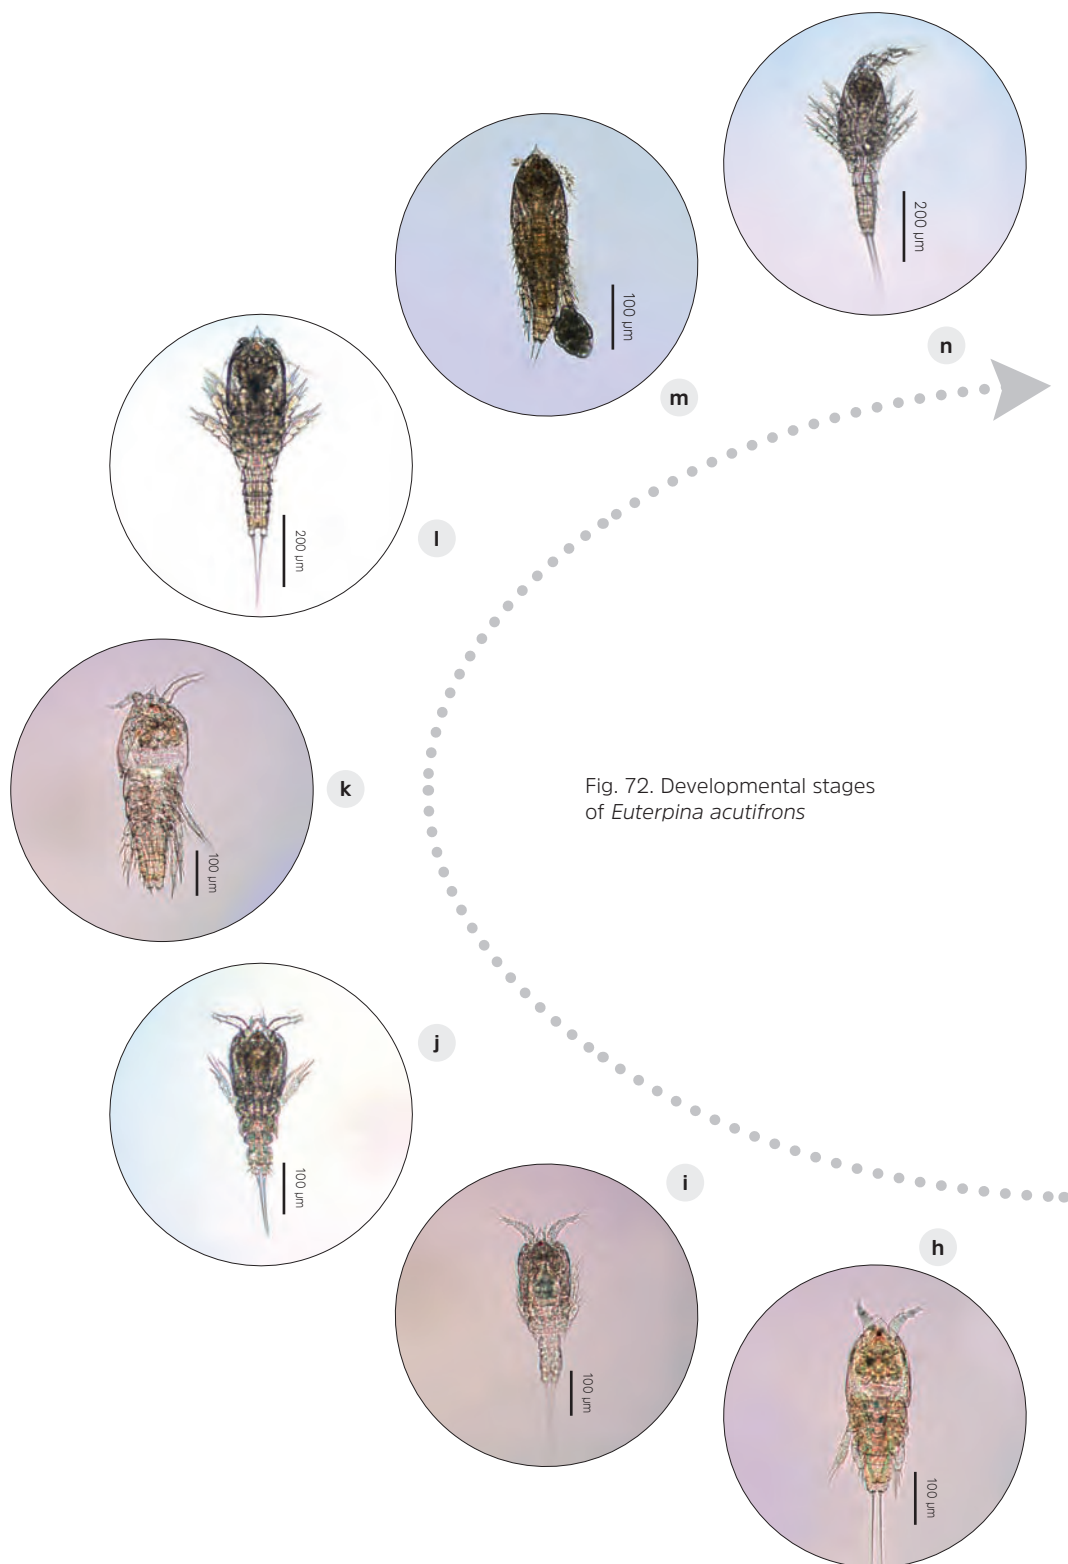 200 µm
n
100 µm
m
200 µm
l
100 µm
k
Fig. 72. Developmental stages
of Euterpina acutifrons
100 µm
j
100 µm
i
h
100 µm